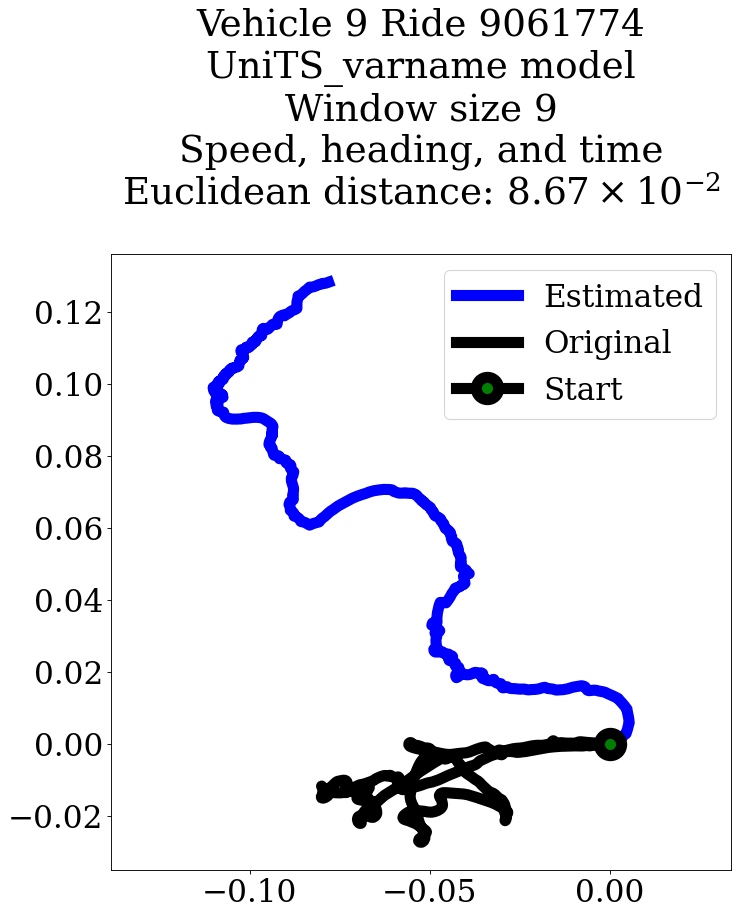 Vehicle 9 Ride 9061774
UniTS_varname model
Window size 9
Speed, heading, and time
Euclidean distance: 8.67 × 10⁻²
Estimated
Original
Start
0.12
0.10
0.08
0.06
0.04
0.02
0.00
−0.02
−0.10
−0.05
0.00